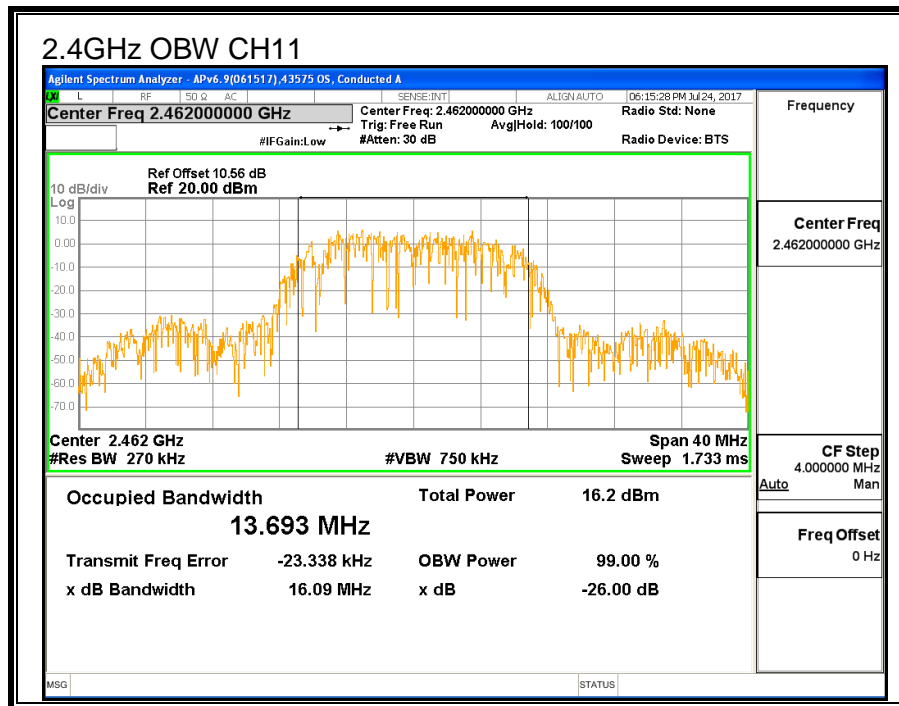 2.4GHz OBW CH11
Agilent Spectrum Analyzer - APv6.9(061517),43575 OS, Conducted A
LXI L RF 50 Ω AC SENSE:INT ALIGN AUTO 06:15:28 PM Jul 24, 2017
Center Freq 2.462000000 GHz
Center Freq: 2.462000000 GHz
Radio Std: None
Trig: Free Run
Avg|Hold: 100/100
#IFGain:Low
#Atten: 30 dB
Radio Device: BTS
Ref Offset 10.56 dB
10 dB/div
Ref 20.00 dBm
Log
10.0
0.00
-10.0
-20.0
-30.0
-40.0
-50.0
-60.0
-70.0
Center 2.462 GHz
Span 40 MHz
#Res BW 270 kHz
#VBW 750 kHz
Sweep 1.733 ms
Occupied Bandwidth
Total Power 16.2 dBm
13.693 MHz
Transmit Freq Error -23.338 kHz
OBW Power 99.00 %
x dB Bandwidth 16.09 MHz
x dB -26.00 dB
MSG
STATUS
Frequency
Center Freq
2.462000000 GHz
CF Step
4.000000 MHz
Auto Man
Freq Offset
0 Hz